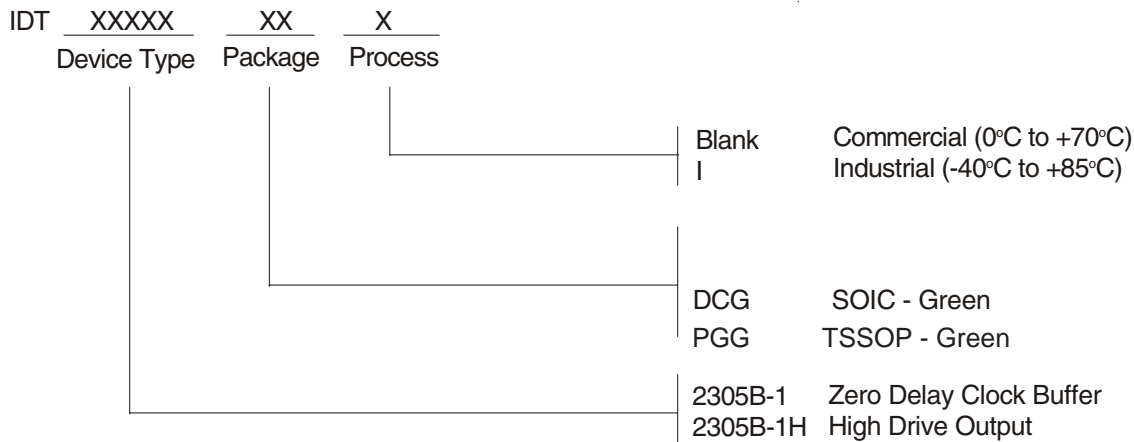 IDT XXXXX XX X
Device Type Package Process
Blank Commercial (0°C to +70°C)
I Industrial (-40°C to +85°C)
DCG SOIC - Green
PGG TSSOP - Green
2305B-1 Zero Delay Clock Buffer
2305B-1H High Drive Output